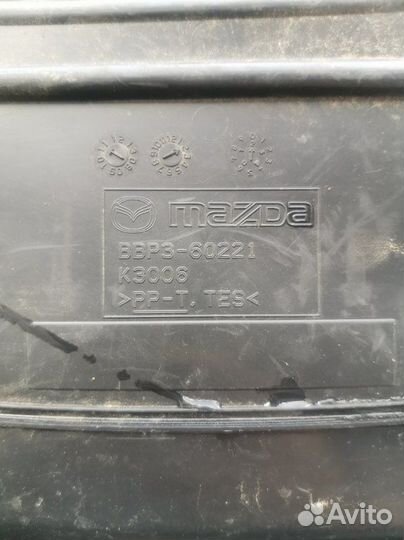 mazda
BBP3-60221
K3006
>PP-T, TES<
Avito